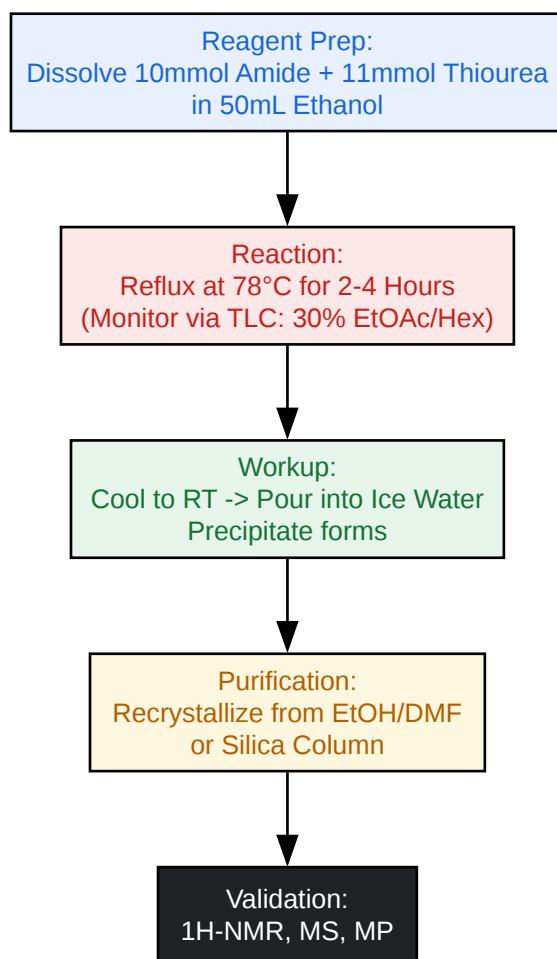 Reagent Prep:
Dissolve 10mmol Amide + 11mmol Thiourea
in 50mL Ethanol
Reaction:
Reflux at 78°C for 2-4 Hours
(Monitor via TLC: 30% EtOAc/Hex)
Workup:
Cool to RT -> Pour into Ice Water
Precipitate forms
Purification:
Recrystallize from EtOH/DMF
or Silica Column
Validation:
1H-NMR, MS, MP